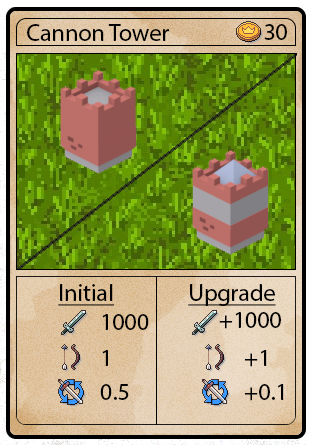 Cannon Tower 30
Initial Upgrade
1000 +1000
1 +1
0.5 +0.1